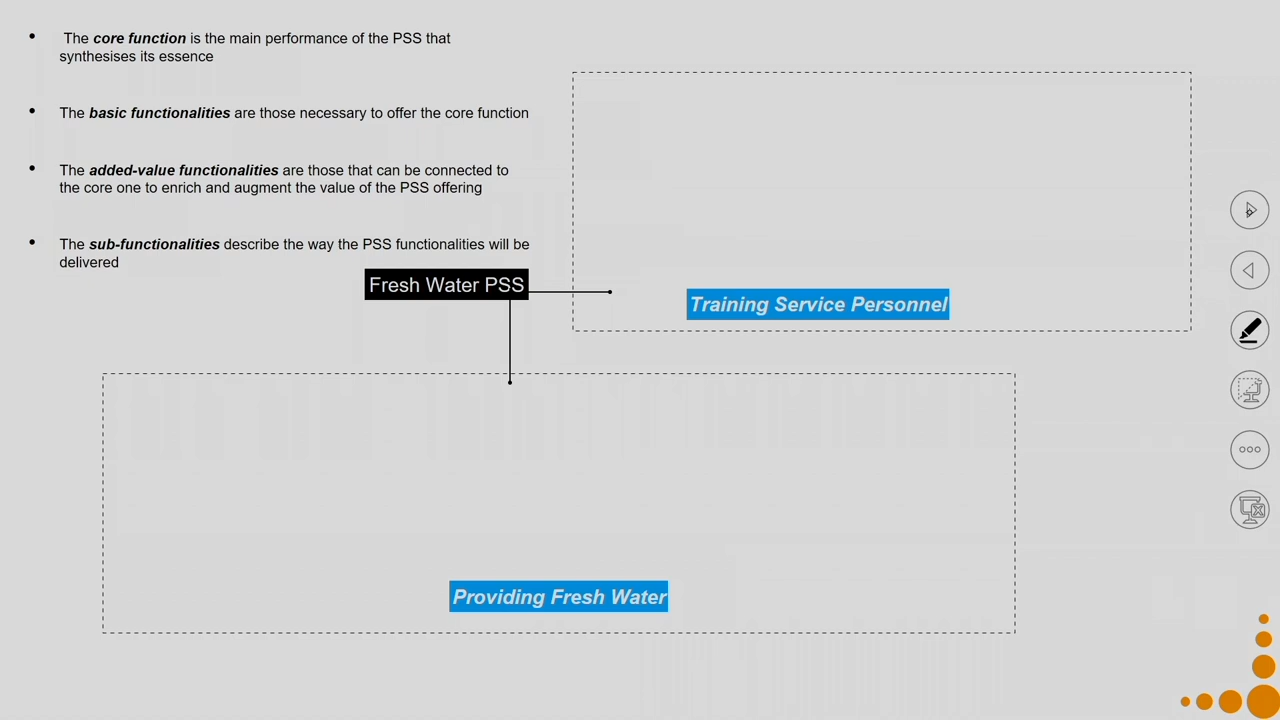 • The core function is the main performance of the PSS that
synthesises its essence
• The basic functionalities are those necessary to offer the core function
• The added-value functionalities are those that can be connected to
the core one to enrich and augment the value of the PSS offering
• The sub-functionalities describe the way the PSS functionalities will be
delivered
Fresh Water PSS
Training Service Personnel
Providing Fresh Water